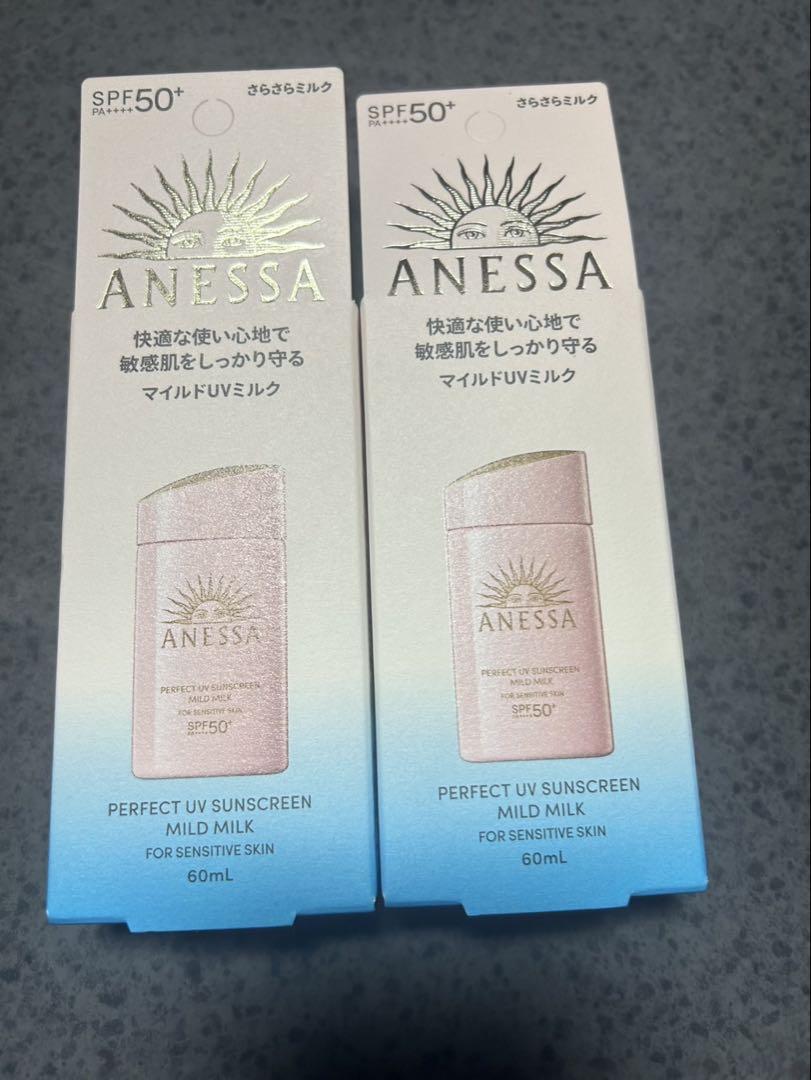 SPF50+
PA++++
さらさらミルク
ANESSA
快適な使い心地で
敏感肌をしっかり守る
マイルドUVミルク
ANESSA
PERFECT UV SUNSCREEN
MILD MILK
FOR SENSITIVE SKIN
SPF50+
PA++++
PERFECT UV SUNSCREEN
MILD MILK
FOR SENSITIVE SKIN
60mL
SPF50+
PA++++
さらさらミルク
ANESSA
快適な使い心地で
敏感肌をしっかり守る
マイルドUVミルク
ANESSA
PERFECT UV SUNSCREEN
MILD MILK
FOR SENSITIVE SKIN
SPF50+
PA++++
PERFECT UV SUNSCREEN
MILD MILK
FOR SENSITIVE SKIN
60mL